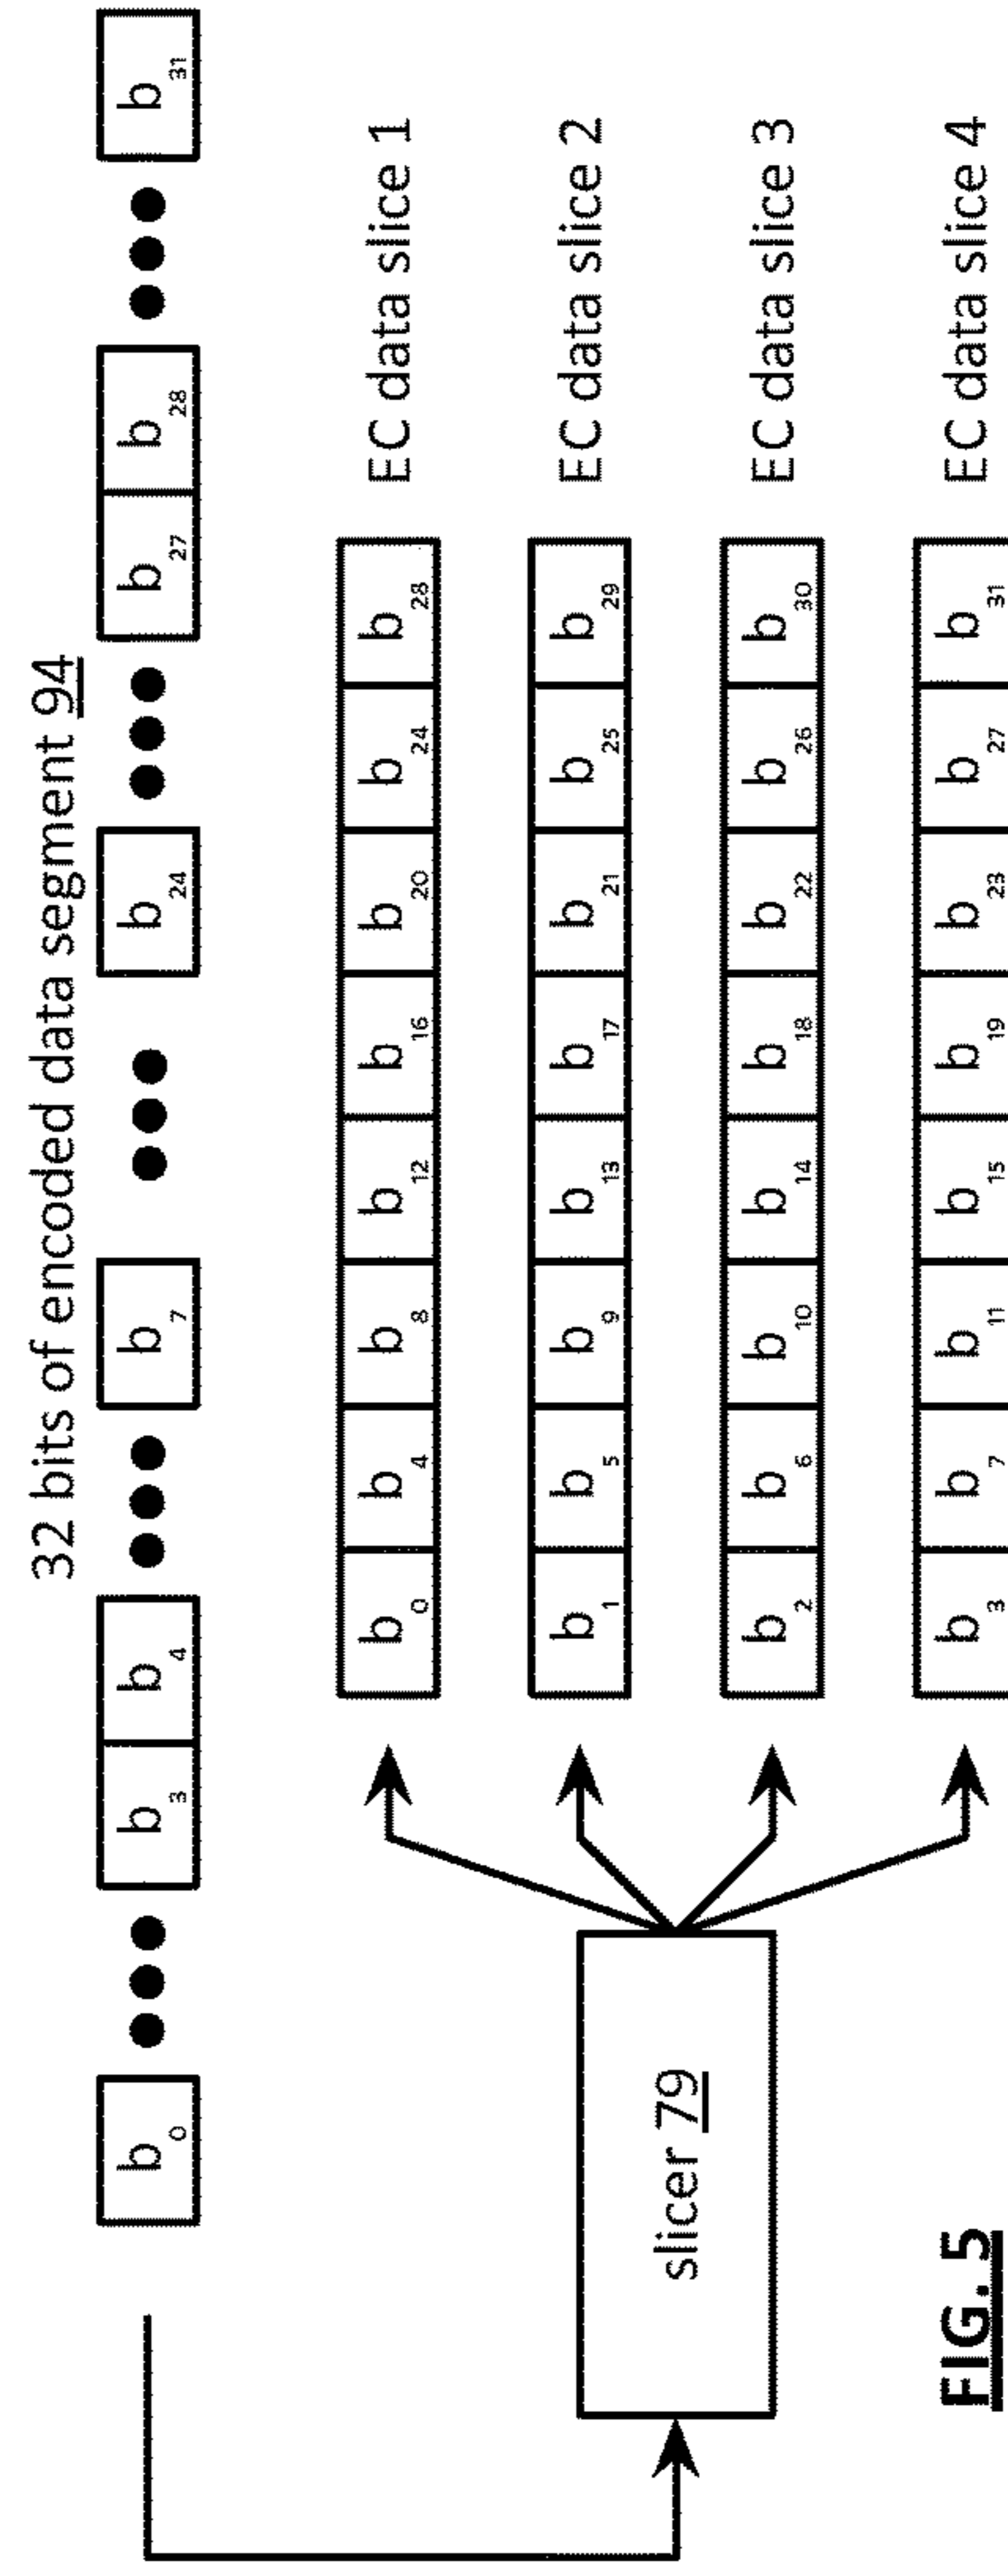 32 bits of encoded data segment 94
b0 ●●● b3 b4 ●●● b7 ●●● b24 ●●● b27 b28 ●●● b31
b0 b4 b8 b12 b16 b20 b24 b28 EC data slice 1
b1 b5 b9 b13 b17 b21 b25 b29 EC data slice 2
slicer 79
b2 b6 b10 b14 b18 b22 b26 b30 EC data slice 3
b3 b7 b11 b15 b19 b23 b27 b31 EC data slice 4
FIG. 5